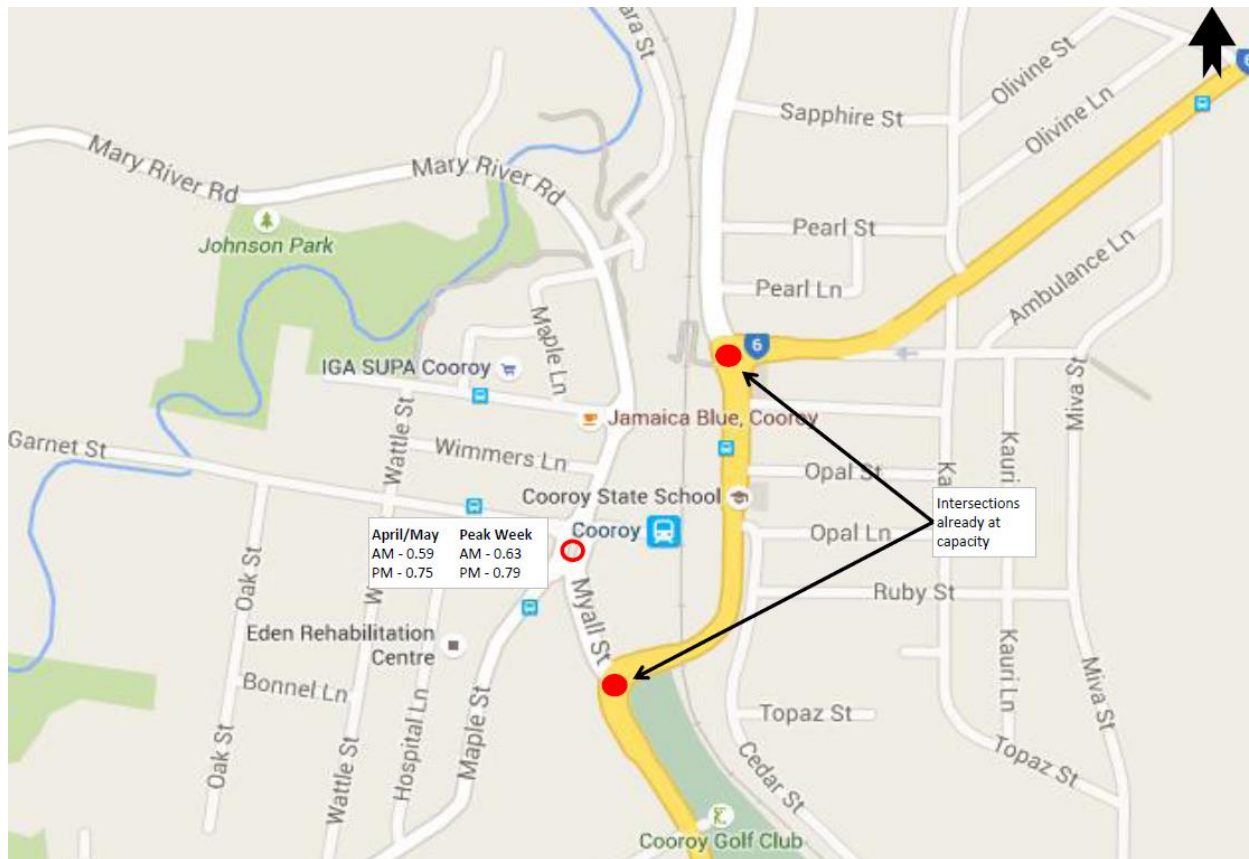 ara St
Olivine St
6
Sapphire St
Olivine Ln
Mary River Rd
Mary River Rd
Johnson Park
Pearl St
Ambulance Ln
Pearl Ln
Maple Ln
6
IGA SUPA Cooroy
Miva St
Jamaica Blue, Cooroy
Garnet St
Wattle St
Wimmers Ln
Kauri
Ka
Opal St
Cooroy State School
Intersections
already at
capacity
April/May Peak Week
AM - 0.59 AM - 0.63
PM - 0.75 PM - 0.79
Cooroy
Opal Ln
Oak St
W
Myall St
Ruby St
Eden Rehabilitation
Centre
Kauri Ln
Bonnel Ln
Miva St
Oak St
Wattle St
Hospital Ln
Maple St
Topaz St
Cedar St
Topaz St
Cooroy Golf Club